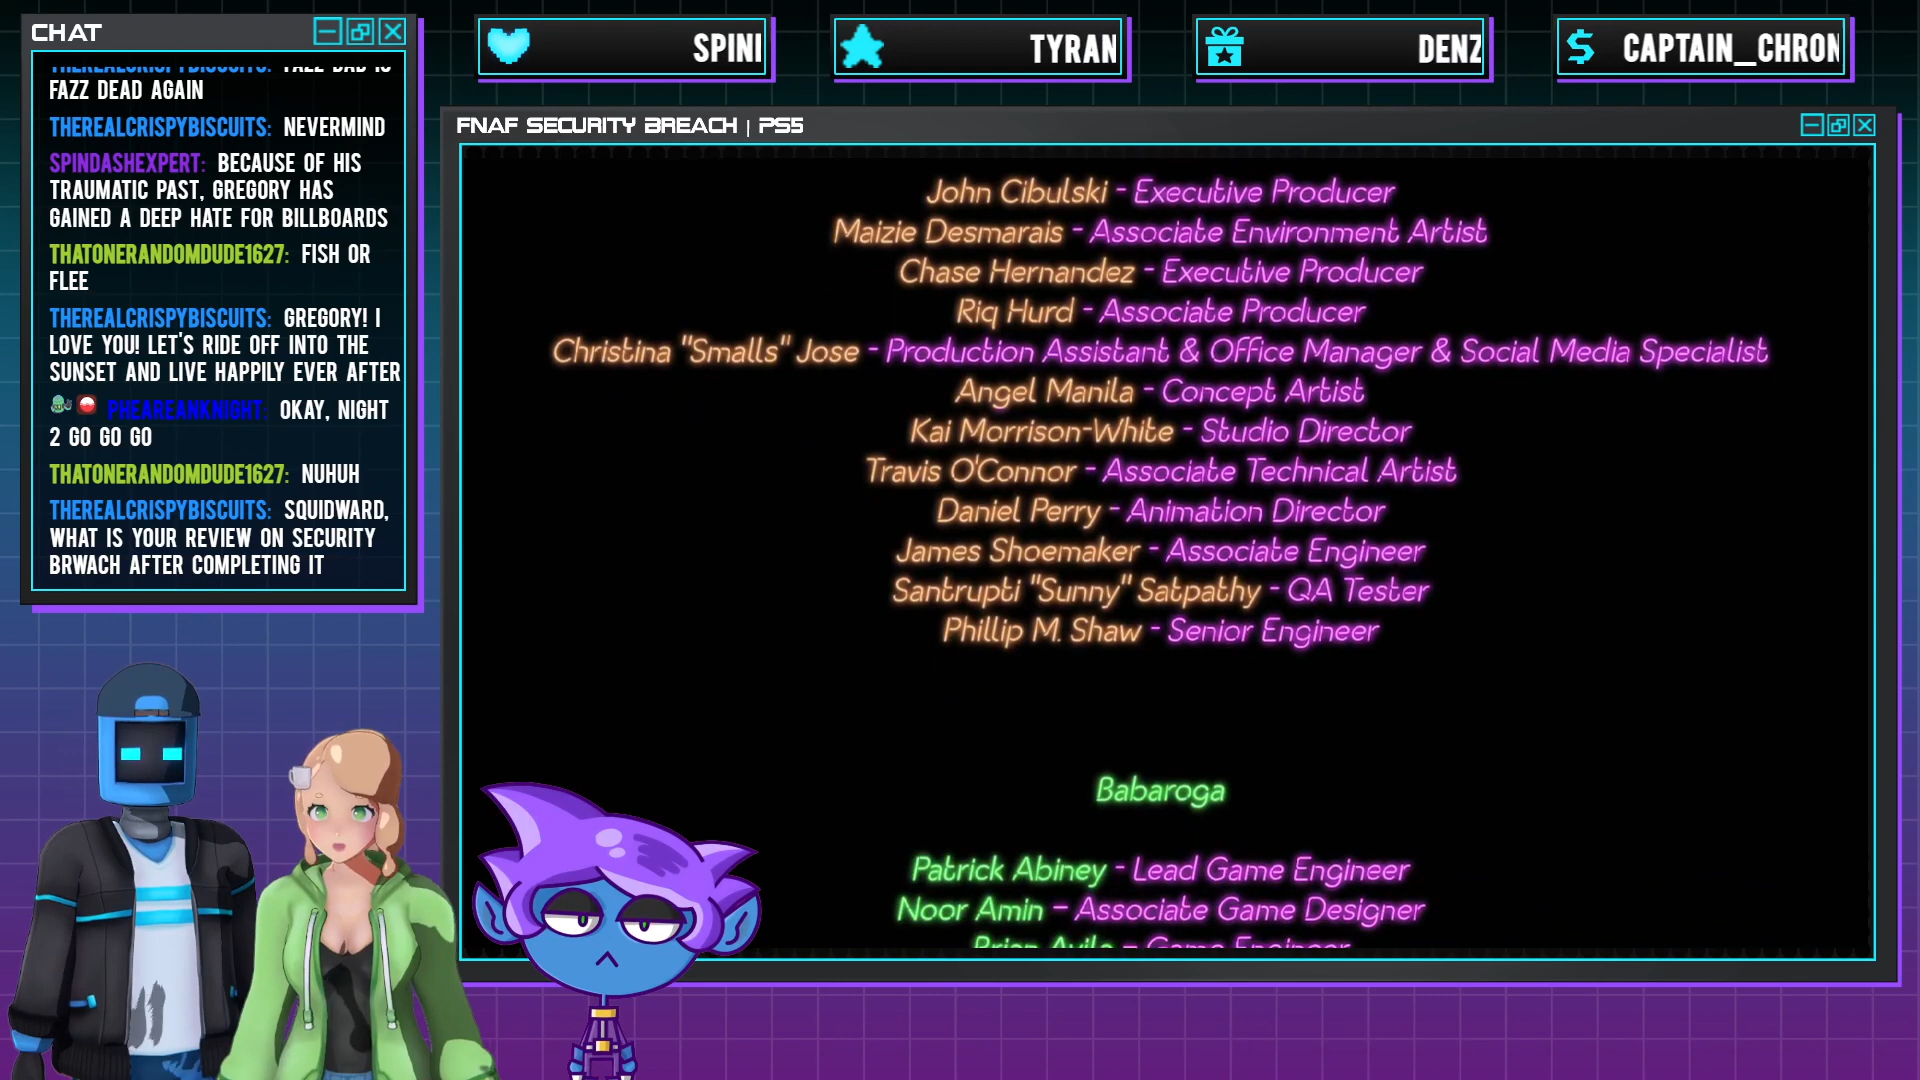 CHAT
SPINI
TYRAN
DENZ
CAPTAIN_CHRON
THEREALCRISPYBISCUITS:
FAZZ DEAD AGAIN
THEREALCRISPYBISCUITS: NEVERMIND
SPINDASHEXPERT: BECAUSE OF HIS
TRAUMATIC PAST, GREGORY HAS
GAINED A DEEP HATE FOR BILLBOARDS
THATONERANDOMDUDE1627: FISH OR
FLEE
THEREALCRISPYBISCUITS: GREGORY! I
LOVE YOU! LET'S RIDE OFF INTO THE
SUNSET AND LIVE HAPPILY EVER AFTER
PHEAREANKNIGHT: OKAY, NIGHT
2 GO GO GO
THATONERANDOMDUDE1627: NUHUH
THEREALCRISPYBISCUITS: SQUIDWARD,
WHAT IS YOUR REVIEW ON SECURITY
BRWACH AFTER COMPLETING IT
FNAF SECURITY BREACH | PS5
John Cibulski - Executive Producer
Maizie Desmarais - Associate Environment Artist
Chase Hernandez - Executive Producer
Riq Hurd - Associate Producer
Christina "Smalls" Jose - Production Assistant & Office Manager & Social Media Specialist
Angel Manila - Concept Artist
Kai Morrison-White - Studio Director
Travis O'Connor - Associate Technical Artist
Daniel Perry - Animation Director
James Shoemaker - Associate Engineer
Santrupti "Sunny" Satpathy - QA Tester
Phillip M. Shaw - Senior Engineer
Babaroga
Patrick Abiney - Lead Game Engineer
Noor Amin – Associate Game Designer
Brian Avila – Game Engineer